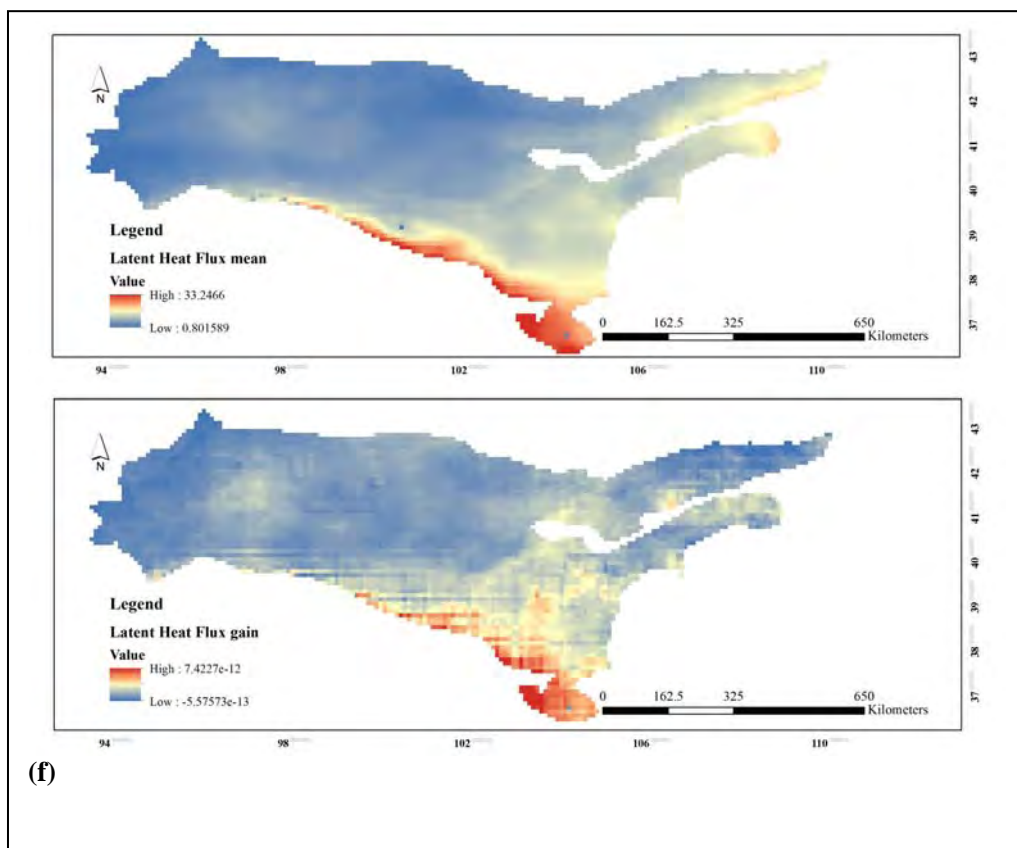 43
42
41
40
39
38
37
N
Legend
Latent Heat Flux mean
Value
High : 33.2466
Low : 0.801589
0 162.5 325 650
Kilometers
94 98 102 106 110
43
42
41
40
39
38
37
N
Legend
Latent Heat Flux gain
Value
High : 7.4227e-12
Low : -5.57573e-13
0 162.5 325 650
Kilometers
94 98 102 106 110
(f)